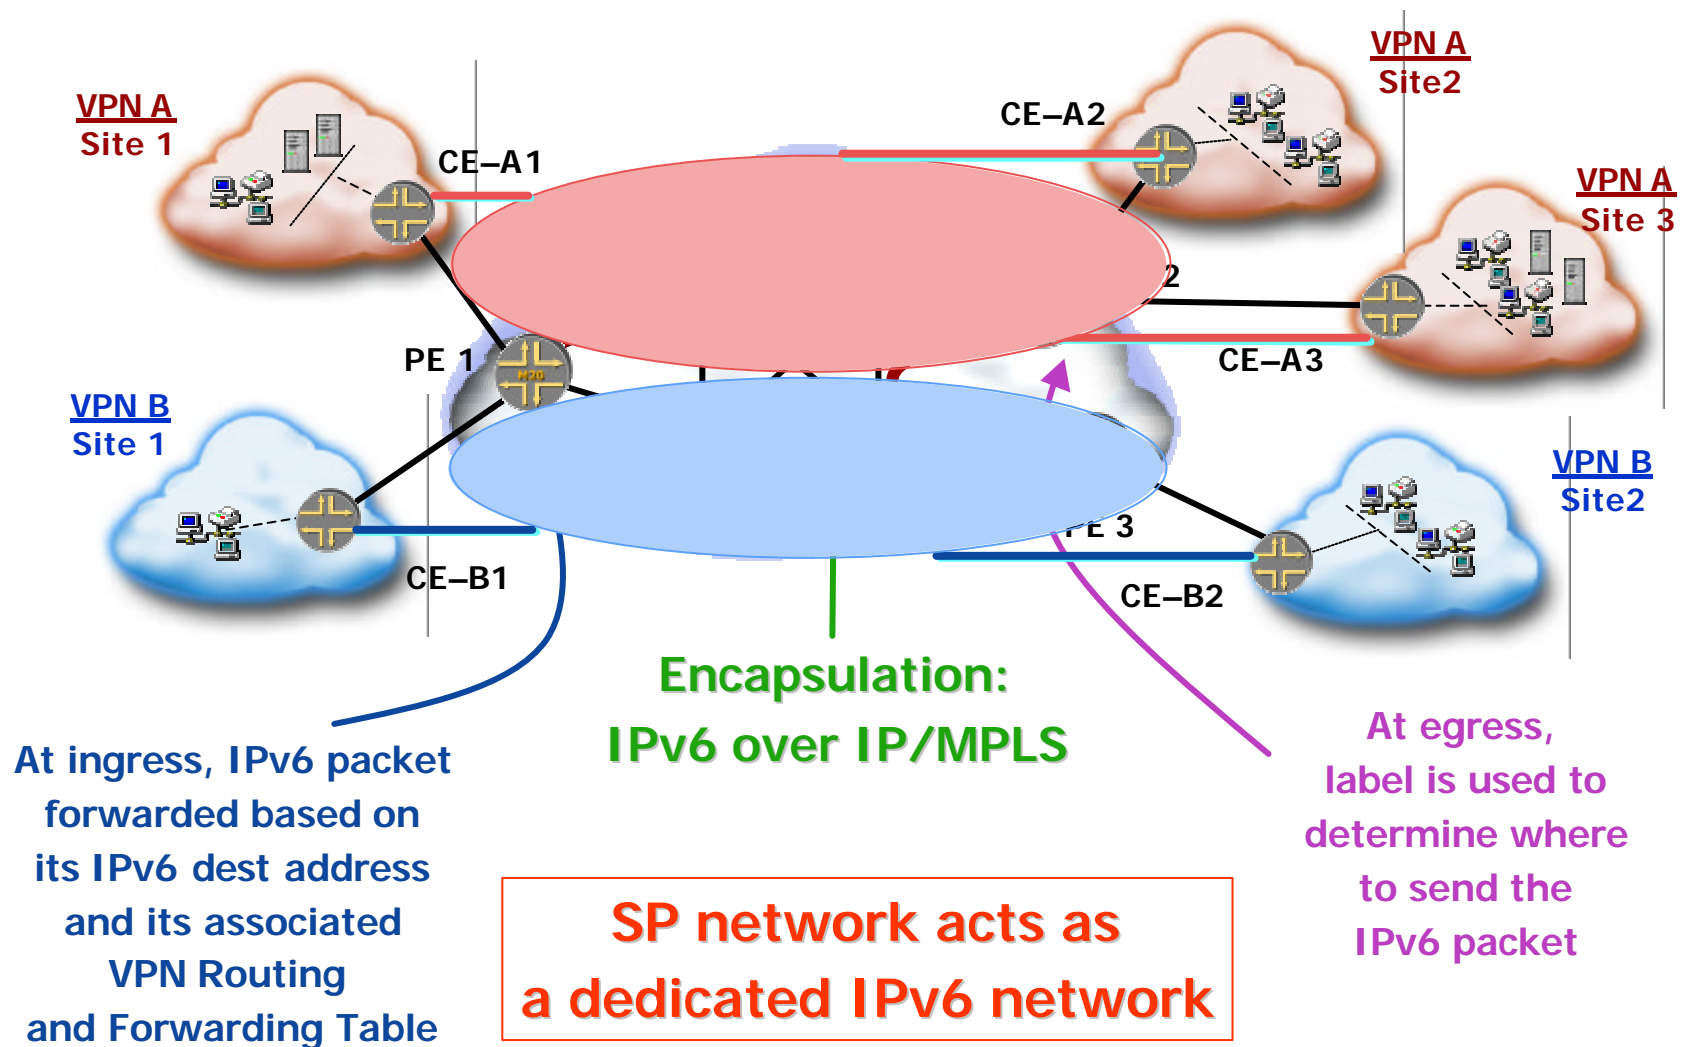 VPN A
Site 1
CE–A1
CE–A2
VPN A
Site2
VPN A
Site 3
2
CE–A3
PE 1
VPN B
Site 1
M20
CE–B1
PE 3
CE–B2
VPN B
Site2
Encapsulation:
IPv6 over IP/MPLS
At ingress, IPv6 packet
forwarded based on
its IPv6 dest address
and its associated
VPN Routing
and Forwarding Table
SP network acts as
a dedicated IPv6 network
At egress,
label is used to
determine where
to send the
IPv6 packet